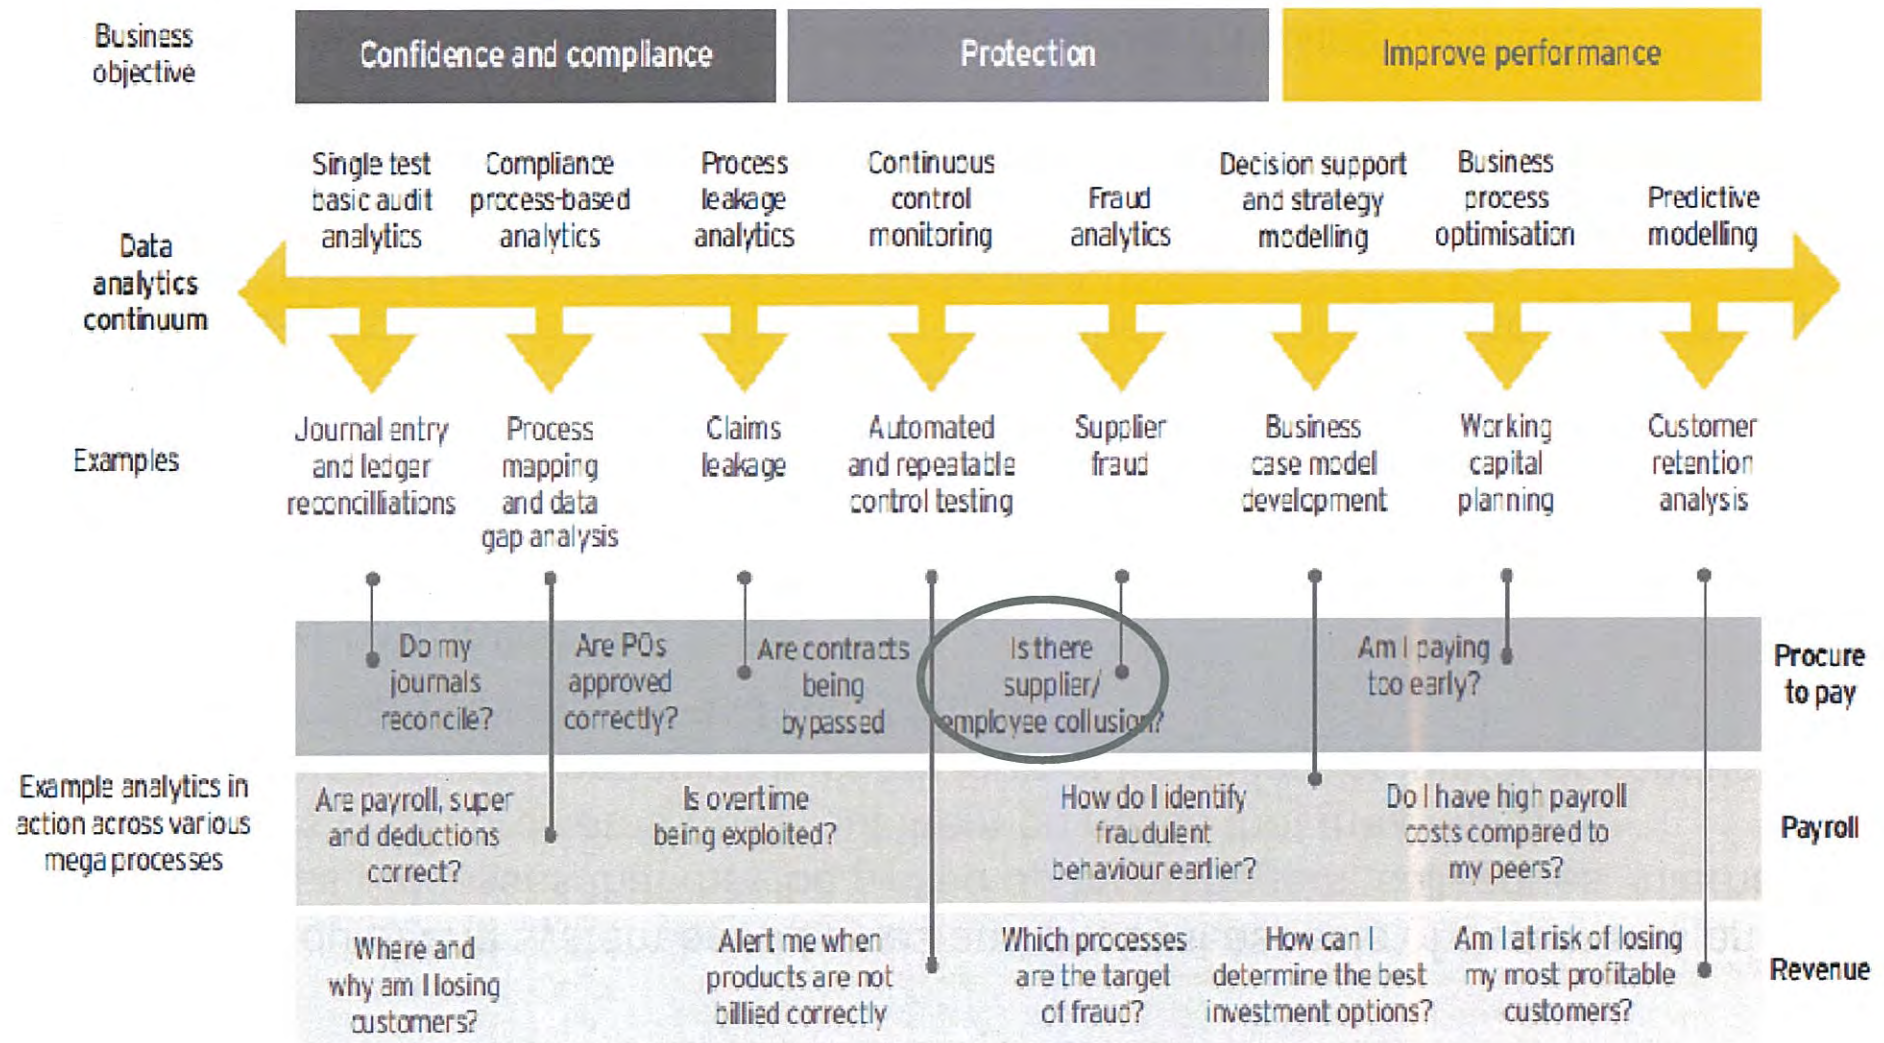 Business
objective
Confidence and compliance
Protection
Improve performance
Data
analytics
continuum
Single test
basic audit
analytics
Compliance
process-based
analytics
Process
leakage
analytics
Continuous
control
monitoring
Fraud
analytics
Decision support
and strategy
modelling
Business
process
optimisation
Predictive
modelling
Examples
Journal entry
and ledger
reconcilliations
Process
mapping
and data
gap analysis
Claims
leakage
Automated
and repeatable
control testing
Supplier
fraud
Business
case model
development
Working
capital
planning
Customer
retention
analysis
Example analytics in
action across various
mega processes
Do my
journals
reconcile?
Are POs
approved
correctly?
Are contracts
being
bypassed
Is there
supplier/
employee collusion?
Am I paying
too early?
Procure
to pay
Are payroll, super
and deductions
correct?
Is overtime
being exploited?
How do I identify
fraudulent
behaviour earlier?
Do I have high payroll
costs compared to
my peers?
Payroll
Where and
why am I losing
customers?
Alert me when
products are not
billied correctly
Which processes
are the target
of fraud?
How can I
determine the best
investment options?
Am I at risk of losing
my most profitable
customers?
Revenue